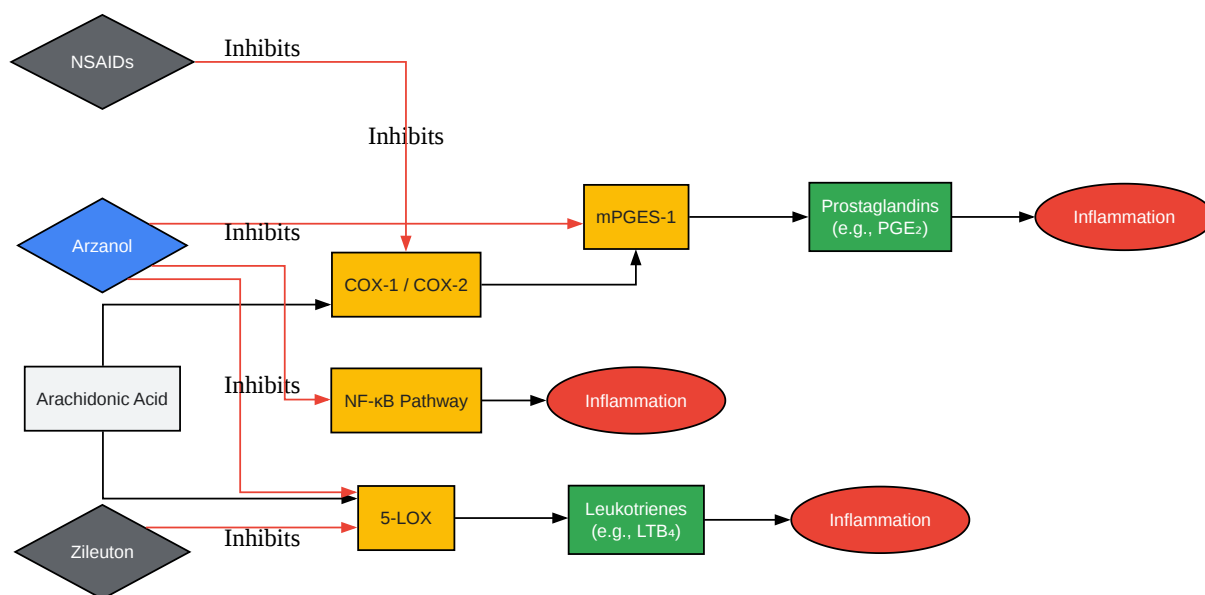 NSAIDs
Inhibits
Inhibits
Arzanol
Inhibits
mPGES-1
Prostaglandins
(e.g., PGE₂)
Inflammation
COX-1 / COX-2
Arachidonic Acid
Inhibits
NF-κB Pathway
Inflammation
5-LOX
Leukotrienes
(e.g., LTB₄)
Inflammation
Zileuton
Inhibits